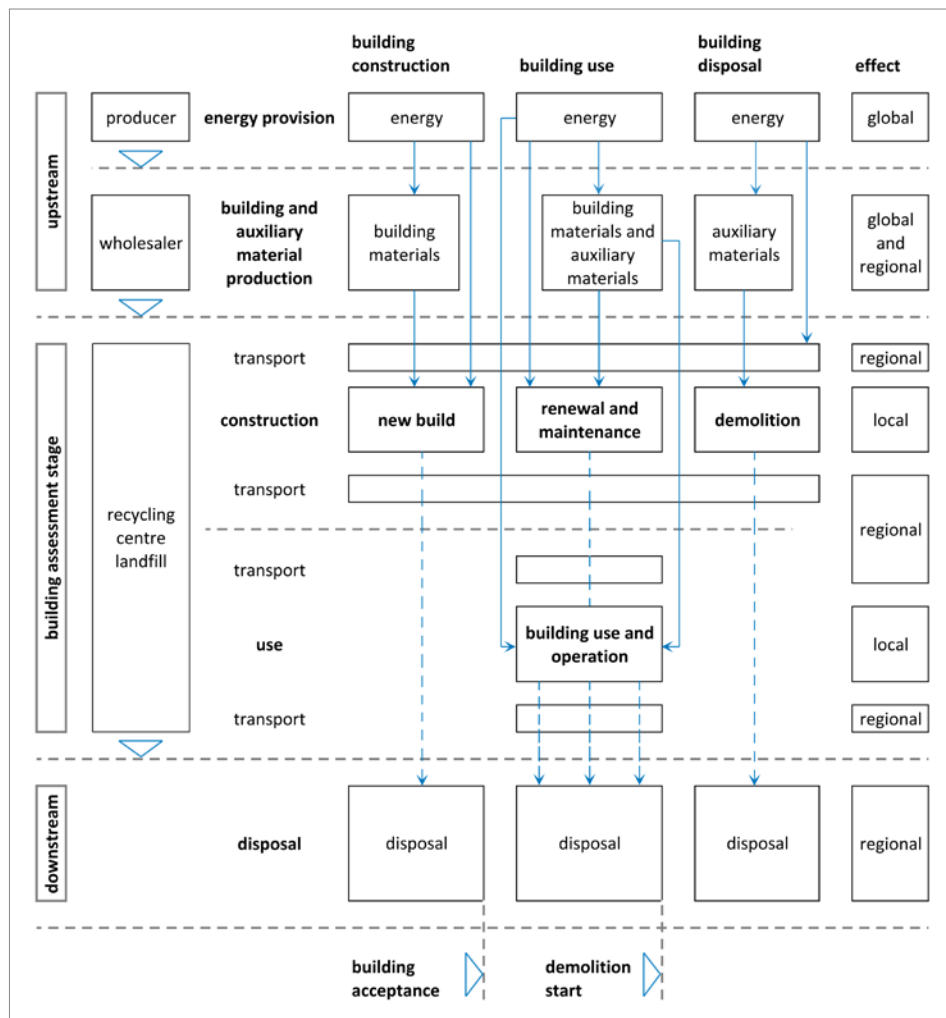 building
construction
building use
building
disposal
effect
upstream
producer
energy provision
energy
energy
energy
global
wholesaler
building and
auxiliary
material
production
building
materials
building
materials and
auxiliary
materials
auxiliary
materials
global
and
regional
building assessment stage
recycling
centre
landfill
transport
regional
construction
new build
renewal and
maintenance
demolition
local
transport
regional
transport
use
building use and
operation
local
transport
regional
downstream
disposal
disposal
disposal
disposal
regional
building
acceptance
demolition
start